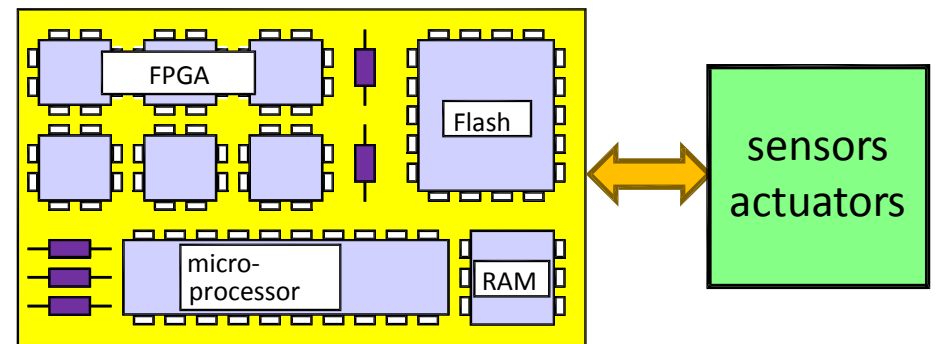 FPGA
Flash
sensors
actuators
micro-
processor
RAM